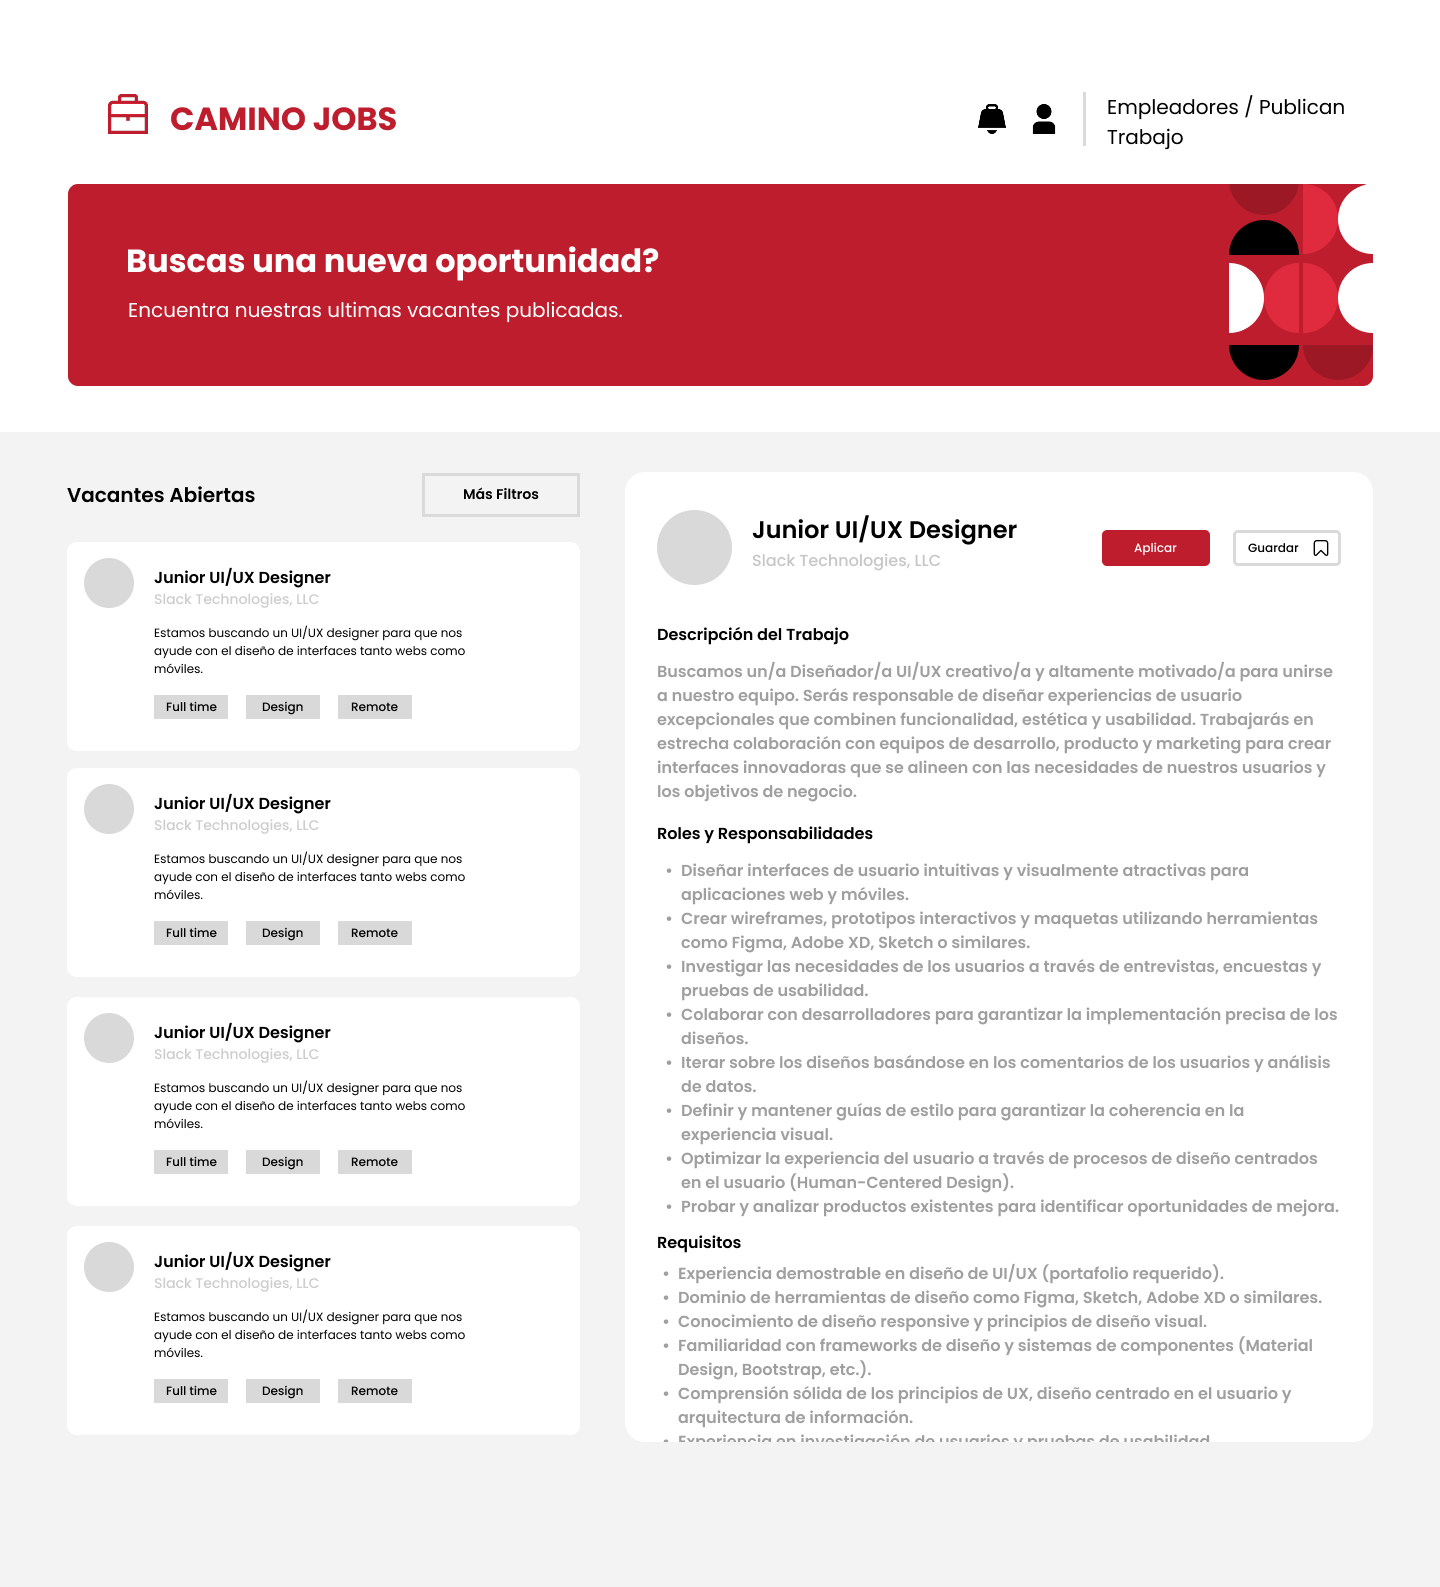 CAMINO JOBS
Empleadores / Publican
Trabajo
Buscas una nueva oportunidad?
Encuentra nuestras ultimas vacantes publicadas.
Vacantes Abiertas
Más Filtros
Junior UI/UX Designer
Slack Technologies, LLC
Estamos buscando un UI/UX designer para que nos
ayude con el diseño de interfaces tanto webs como
móviles.
Full time Design Remote
Junior UI/UX Designer
Slack Technologies, LLC
Estamos buscando un UI/UX designer para que nos
ayude con el diseño de interfaces tanto webs como
móviles.
Full time Design Remote
Junior UI/UX Designer
Slack Technologies, LLC
Estamos buscando un UI/UX designer para que nos
ayude con el diseño de interfaces tanto webs como
móviles.
Full time Design Remote
Junior UI/UX Designer
Slack Technologies, LLC
Estamos buscando un UI/UX designer para que nos
ayude con el diseño de interfaces tanto webs como
móviles.
Full time Design Remote
Junior UI/UX Designer
Slack Technologies, LLC
Aplicar
Guardar
Descripción del Trabajo
Buscamos un/a Diseñador/a UI/UX creativo/a y altamente motivado/a para unirse
a nuestro equipo. Serás responsable de diseñar experiencias de usuario
excepcionales que combinen funcionalidad, estética y usabilidad. Trabajarás en
estrecha colaboración con equipos de desarrollo, producto y marketing para crear
interfaces innovadoras que se alineen con las necesidades de nuestros usuarios y
los objetivos de negocio.
Roles y Responsabilidades
• Diseñar interfaces de usuario intuitivas y visualmente atractivas para
aplicaciones web y móviles.
• Crear wireframes, prototipos interactivos y maquetas utilizando herramientas
como Figma, Adobe XD, Sketch o similares.
• Investigar las necesidades de los usuarios a través de entrevistas, encuestas y
pruebas de usabilidad.
• Colaborar con desarrolladores para garantizar la implementación precisa de los
diseños.
• Iterar sobre los diseños basándose en los comentarios de los usuarios y análisis
de datos.
• Definir y mantener guías de estilo para garantizar la coherencia en la
experiencia visual.
• Optimizar la experiencia del usuario a través de procesos de diseño centrados
en el usuario (Human-Centered Design).
• Probar y analizar productos existentes para identificar oportunidades de mejora.
Requisitos
• Experiencia demostrable en diseño de UI/UX (portafolio requerido).
• Dominio de herramientas de diseño como Figma, Sketch, Adobe XD o similares.
• Conocimiento de diseño responsive y principios de diseño visual.
• Familiaridad con frameworks de diseño y sistemas de componentes (Material
Design, Bootstrap, etc.).
• Comprensión sólida de los principios de UX, diseño centrado en el usuario y
arquitectura de información.
• Experiencia en investigación de usuarios y pruebas de usabilidad